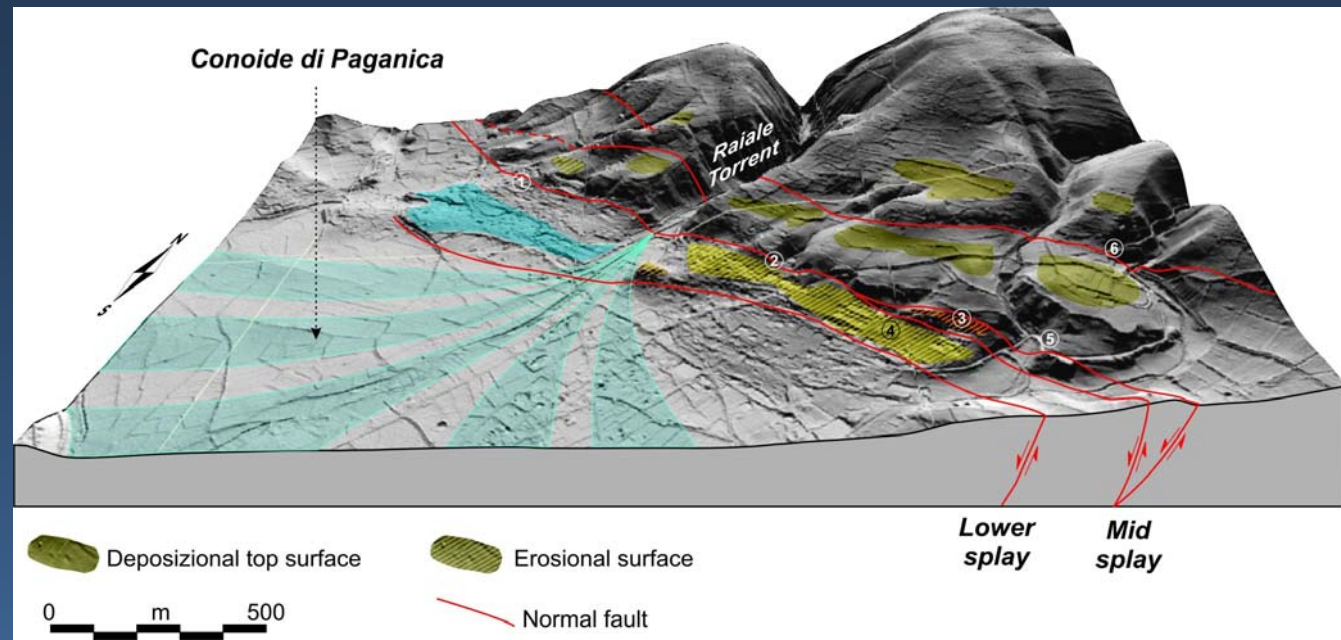 Conoide di Paganica
Raiale
Torrent
N
S
1
2
3
4
5
6
Lower
splay
Mid
splay
Deposizional top surface
Erosional surface
0 m 500
Normal fault